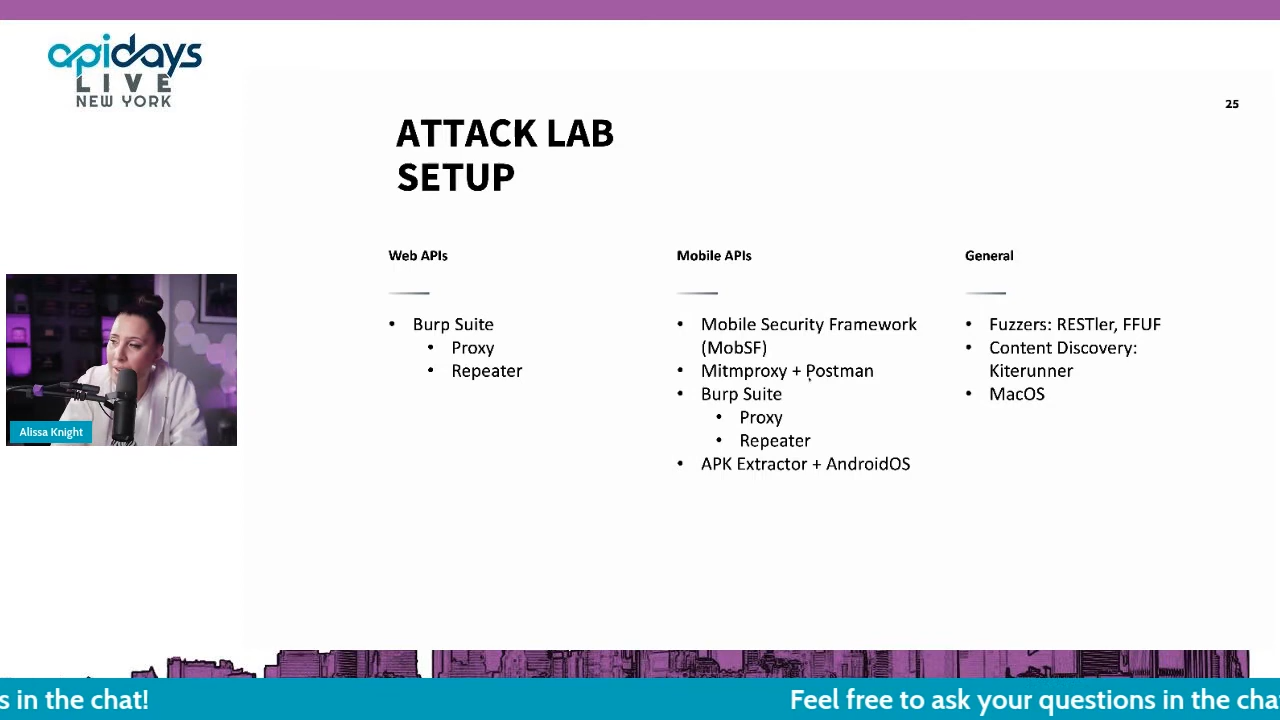 apidays
LIVE
NEW YORK
25
ATTACK LAB
SETUP
Web APIs
• Burp Suite
• Proxy
• Repeater
Mobile APIs
• Mobile Security Framework
(MobSF)
• Mitmproxy + Postman
• Burp Suite
• Proxy
• Repeater
• APK Extractor + AndroidOS
General
• Fuzzers: RESTler, FFUF
• Content Discovery:
Kiterunner
• MacOS
Alissa Knight
s in the chat!
Feel free to ask your questions in the cha